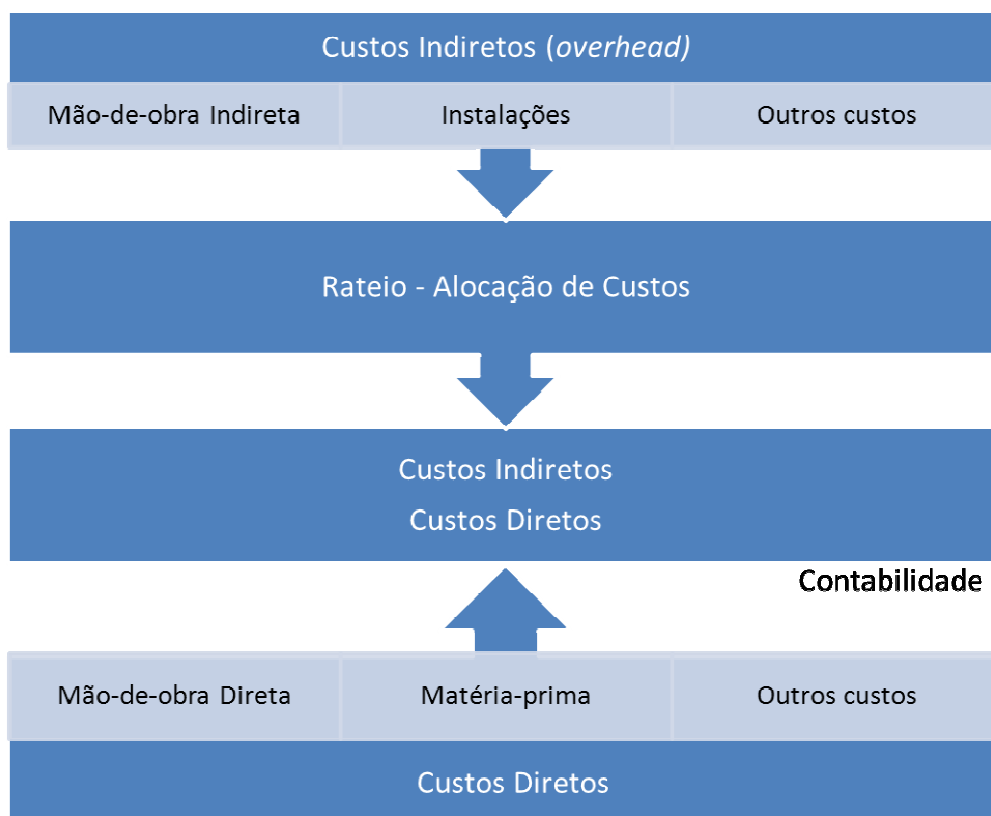 Custos Indiretos (overhead)
Mão-de-obra Indireta
Instalações
Outros custos
Rateio - Alocação de Custos
Custos Indiretos
Custos Diretos
Contabilidade
Mão-de-obra Direta
Matéria-prima
Outros custos
Custos Diretos